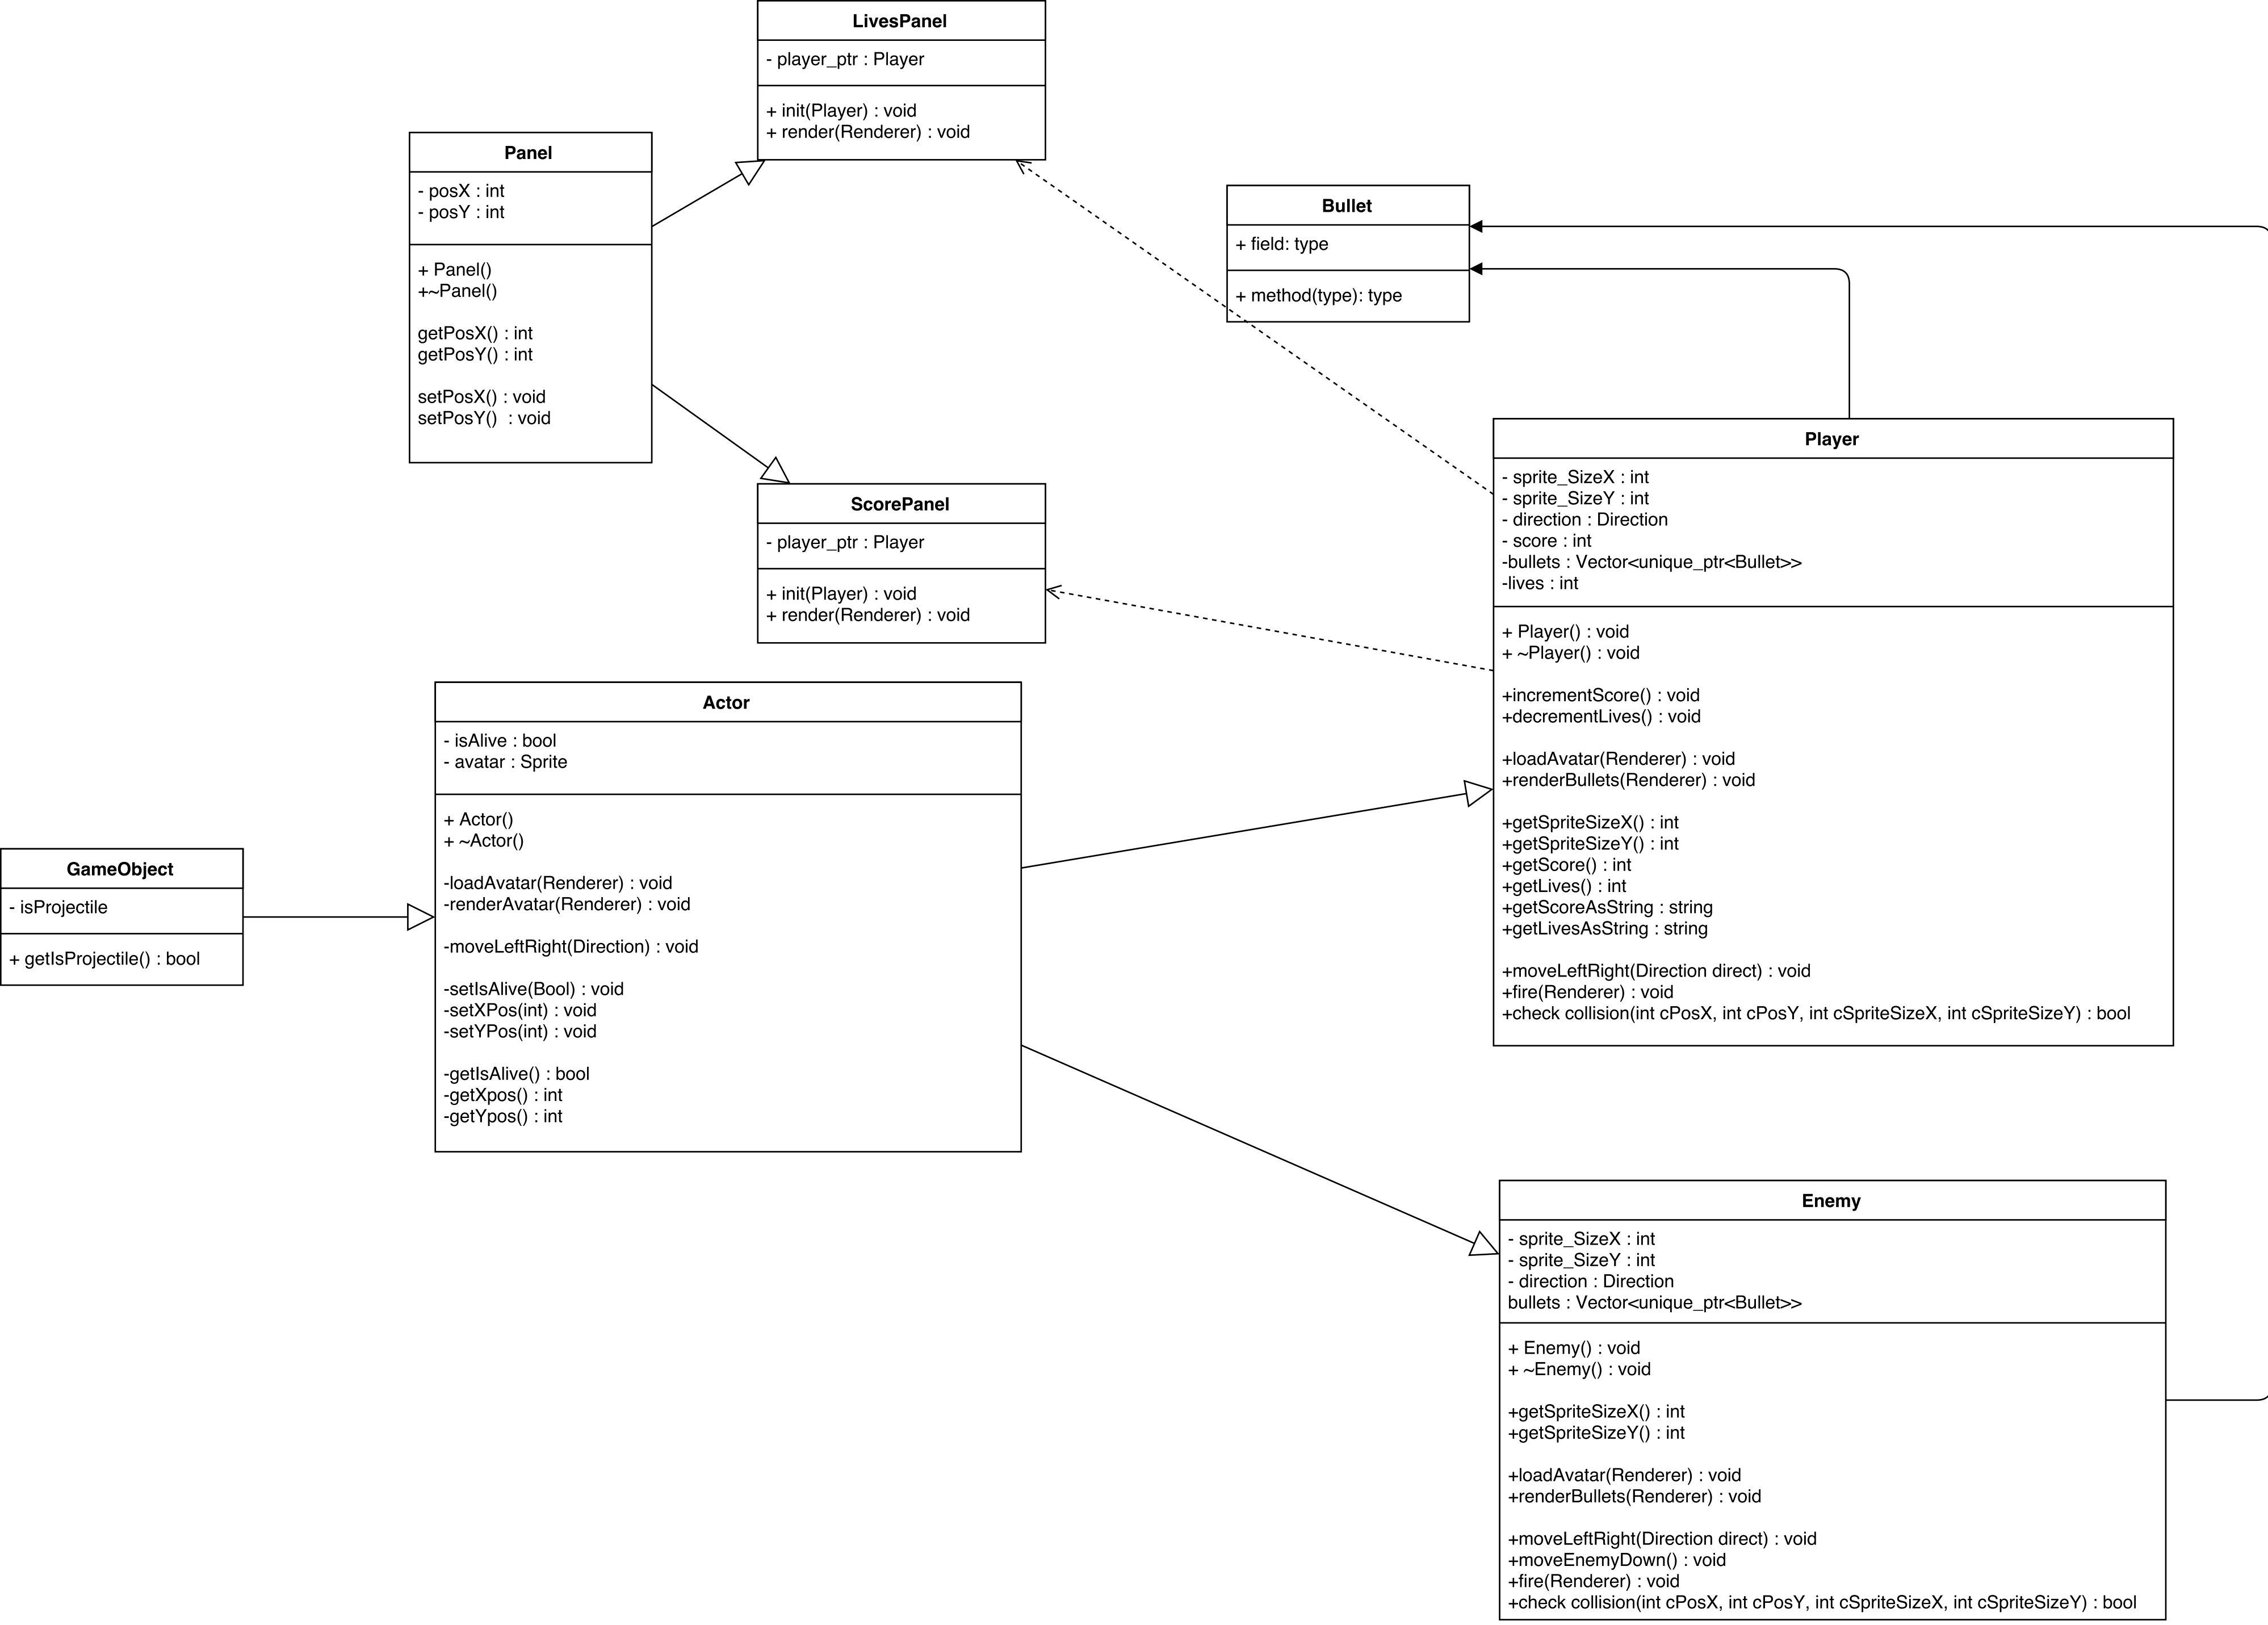 LivesPanel
- player_ptr : Player
+ init(Player) : void
+ render(Renderer) : void
Panel
- posX : int
- posY : int
+ Panel()
+~Panel()
getPosX() : int
getPosY() : int
setPosX() : void
setPosY()  : void
Bullet
+ field: type
+ method(type): type
ScorePanel
- player_ptr : Player
+ init(Player) : void
+ render(Renderer) : void
Player
- sprite_SizeX : int
- sprite_SizeY : int
- direction : Direction
- score : int
-bullets : Vector<unique_ptr<Bullet>>
-lives : int
+ Player() : void
+ ~Player() : void
+incrementScore() : void
+decrementLives() : void
+loadAvatar(Renderer) : void
+renderBullets(Renderer) : void
+getSpriteSizeX() : int
+getSpriteSizeY() : int
+getScore() : int
+getLives() : int
+getScoreAsString : string
+getLivesAsString : string
+moveLeftRight(Direction direct) : void
+fire(Renderer) : void
+check collision(int cPosX, int cPosY, int cSpriteSizeX, int cSpriteSizeY) : bool
Actor
- isAlive : bool
- avatar : Sprite
+ Actor()
+ ~Actor()
-loadAvatar(Renderer) : void
-renderAvatar(Renderer) : void
-moveLeftRight(Direction) : void
-setIsAlive(Bool) : void
-setXPos(int) : void
-setYPos(int) : void
-getIsAlive() : bool
-getXpos() : int
-getYpos() : int
GameObject
- isProjectile
+ getIsProjectile() : bool
Enemy
- sprite_SizeX : int
- sprite_SizeY : int
- direction : Direction
bullets : Vector<unique_ptr<Bullet>>
+ Enemy() : void
+ ~Enemy() : void
+getSpriteSizeX() : int
+getSpriteSizeY() : int
+loadAvatar(Renderer) : void
+renderBullets(Renderer) : void
+moveLeftRight(Direction direct) : void
+moveEnemyDown() : void
+fire(Renderer) : void
+check collision(int cPosX, int cPosY, int cSpriteSizeX, int cSpriteSizeY) : bool